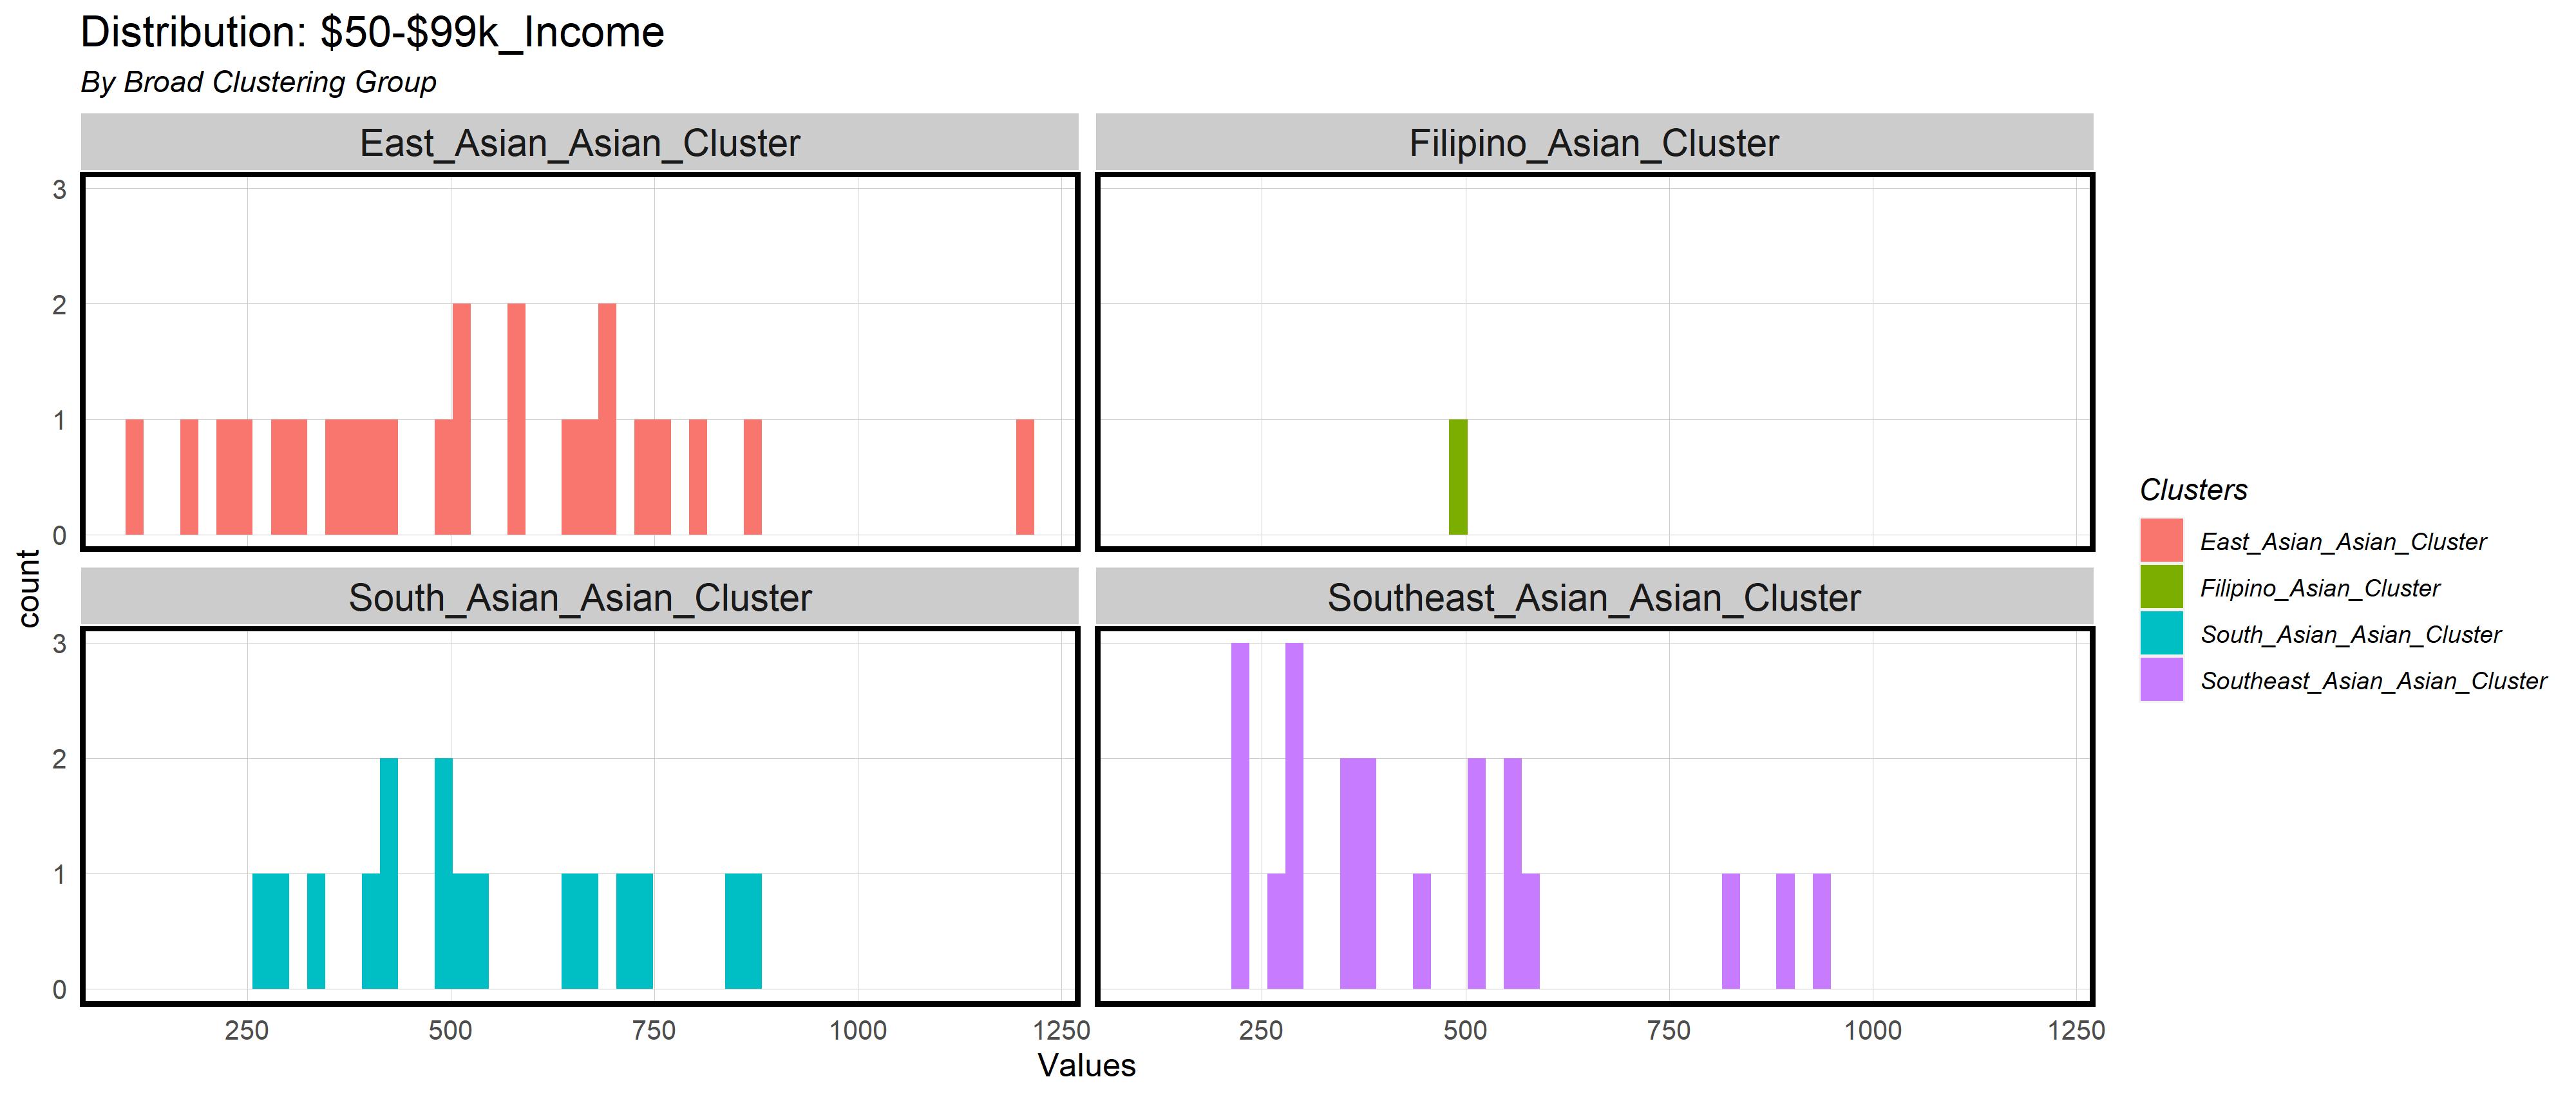 Distribution: $50-$99k_Income
By Broad Clustering Group
East_Asian_Asian_Cluster
Filipino_Asian_Cluster
3
2
1
0
South_Asian_Asian_Cluster
Southeast_Asian_Asian_Cluster
3
2
1
0
250 500 750 1000 1250
250 500 750 1000 1250
count
Values
Clusters
East_Asian_Asian_Cluster
Filipino_Asian_Cluster
South_Asian_Asian_Cluster
Southeast_Asian_Asian_Cluster